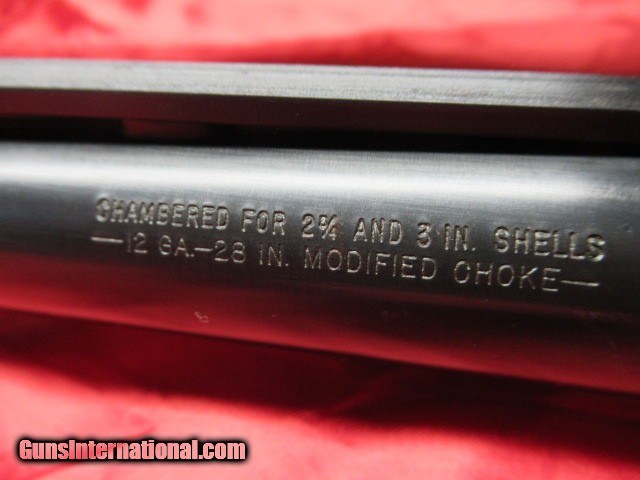 CHAMBERED FOR 2¾ AND 3 IN. SHELLS
—12 GA.-28 IN. MODIFIED CHOKE—
GunsInternational.com